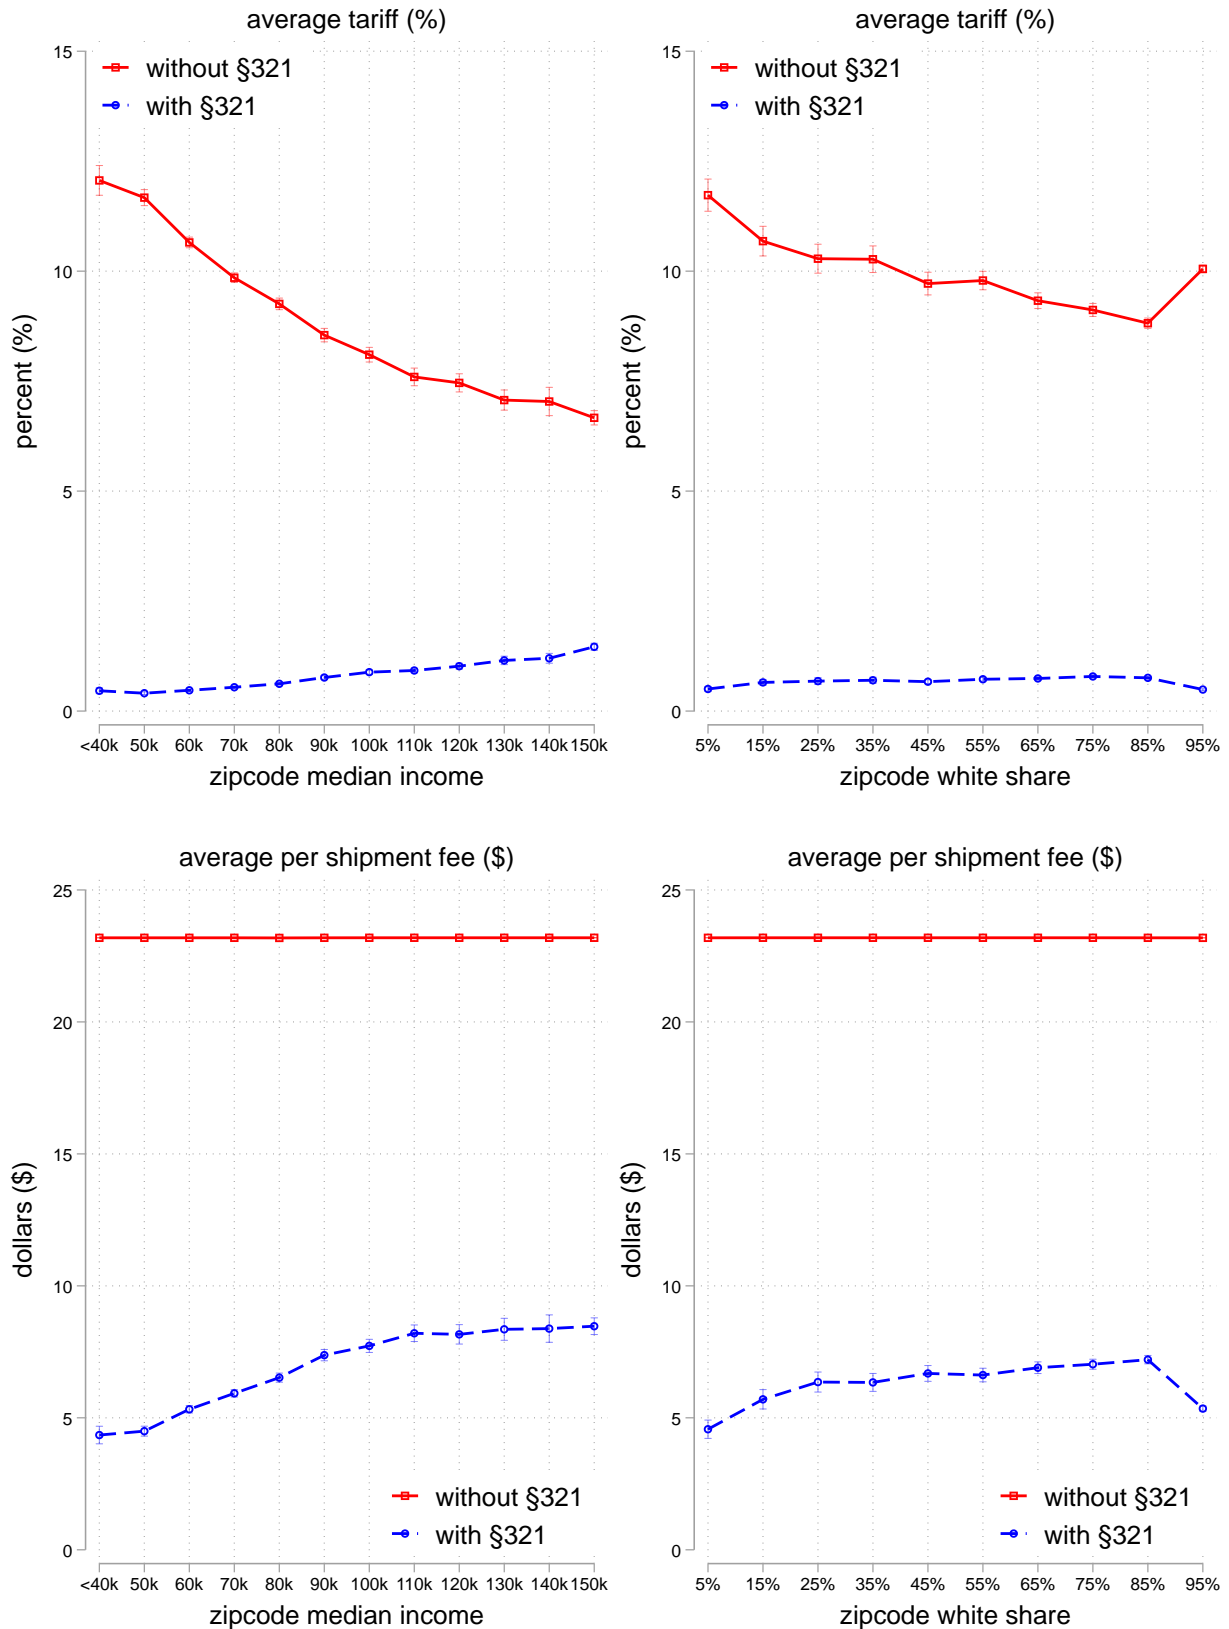 average tariff (%)
15
10
5
0
percent (%)
without §321
with §321
<40k 50k 60k 70k 80k 90k 100k 110k 120k 130k 140k 150k
zipcode median income
average tariff (%)
15
10
5
0
percent (%)
without §321
with §321
5% 15% 25% 35% 45% 55% 65% 75% 85% 95%
zipcode white share
average per shipment fee ($)
25
20
15
10
5
0
dollars ($)
without §321
with §321
<40k 50k 60k 70k 80k 90k 100k 110k 120k 130k 140k 150k
zipcode median income
average per shipment fee ($)
25
20
15
10
5
0
dollars ($)
without §321
with §321
5% 15% 25% 35% 45% 55% 65% 75% 85% 95%
zipcode white share